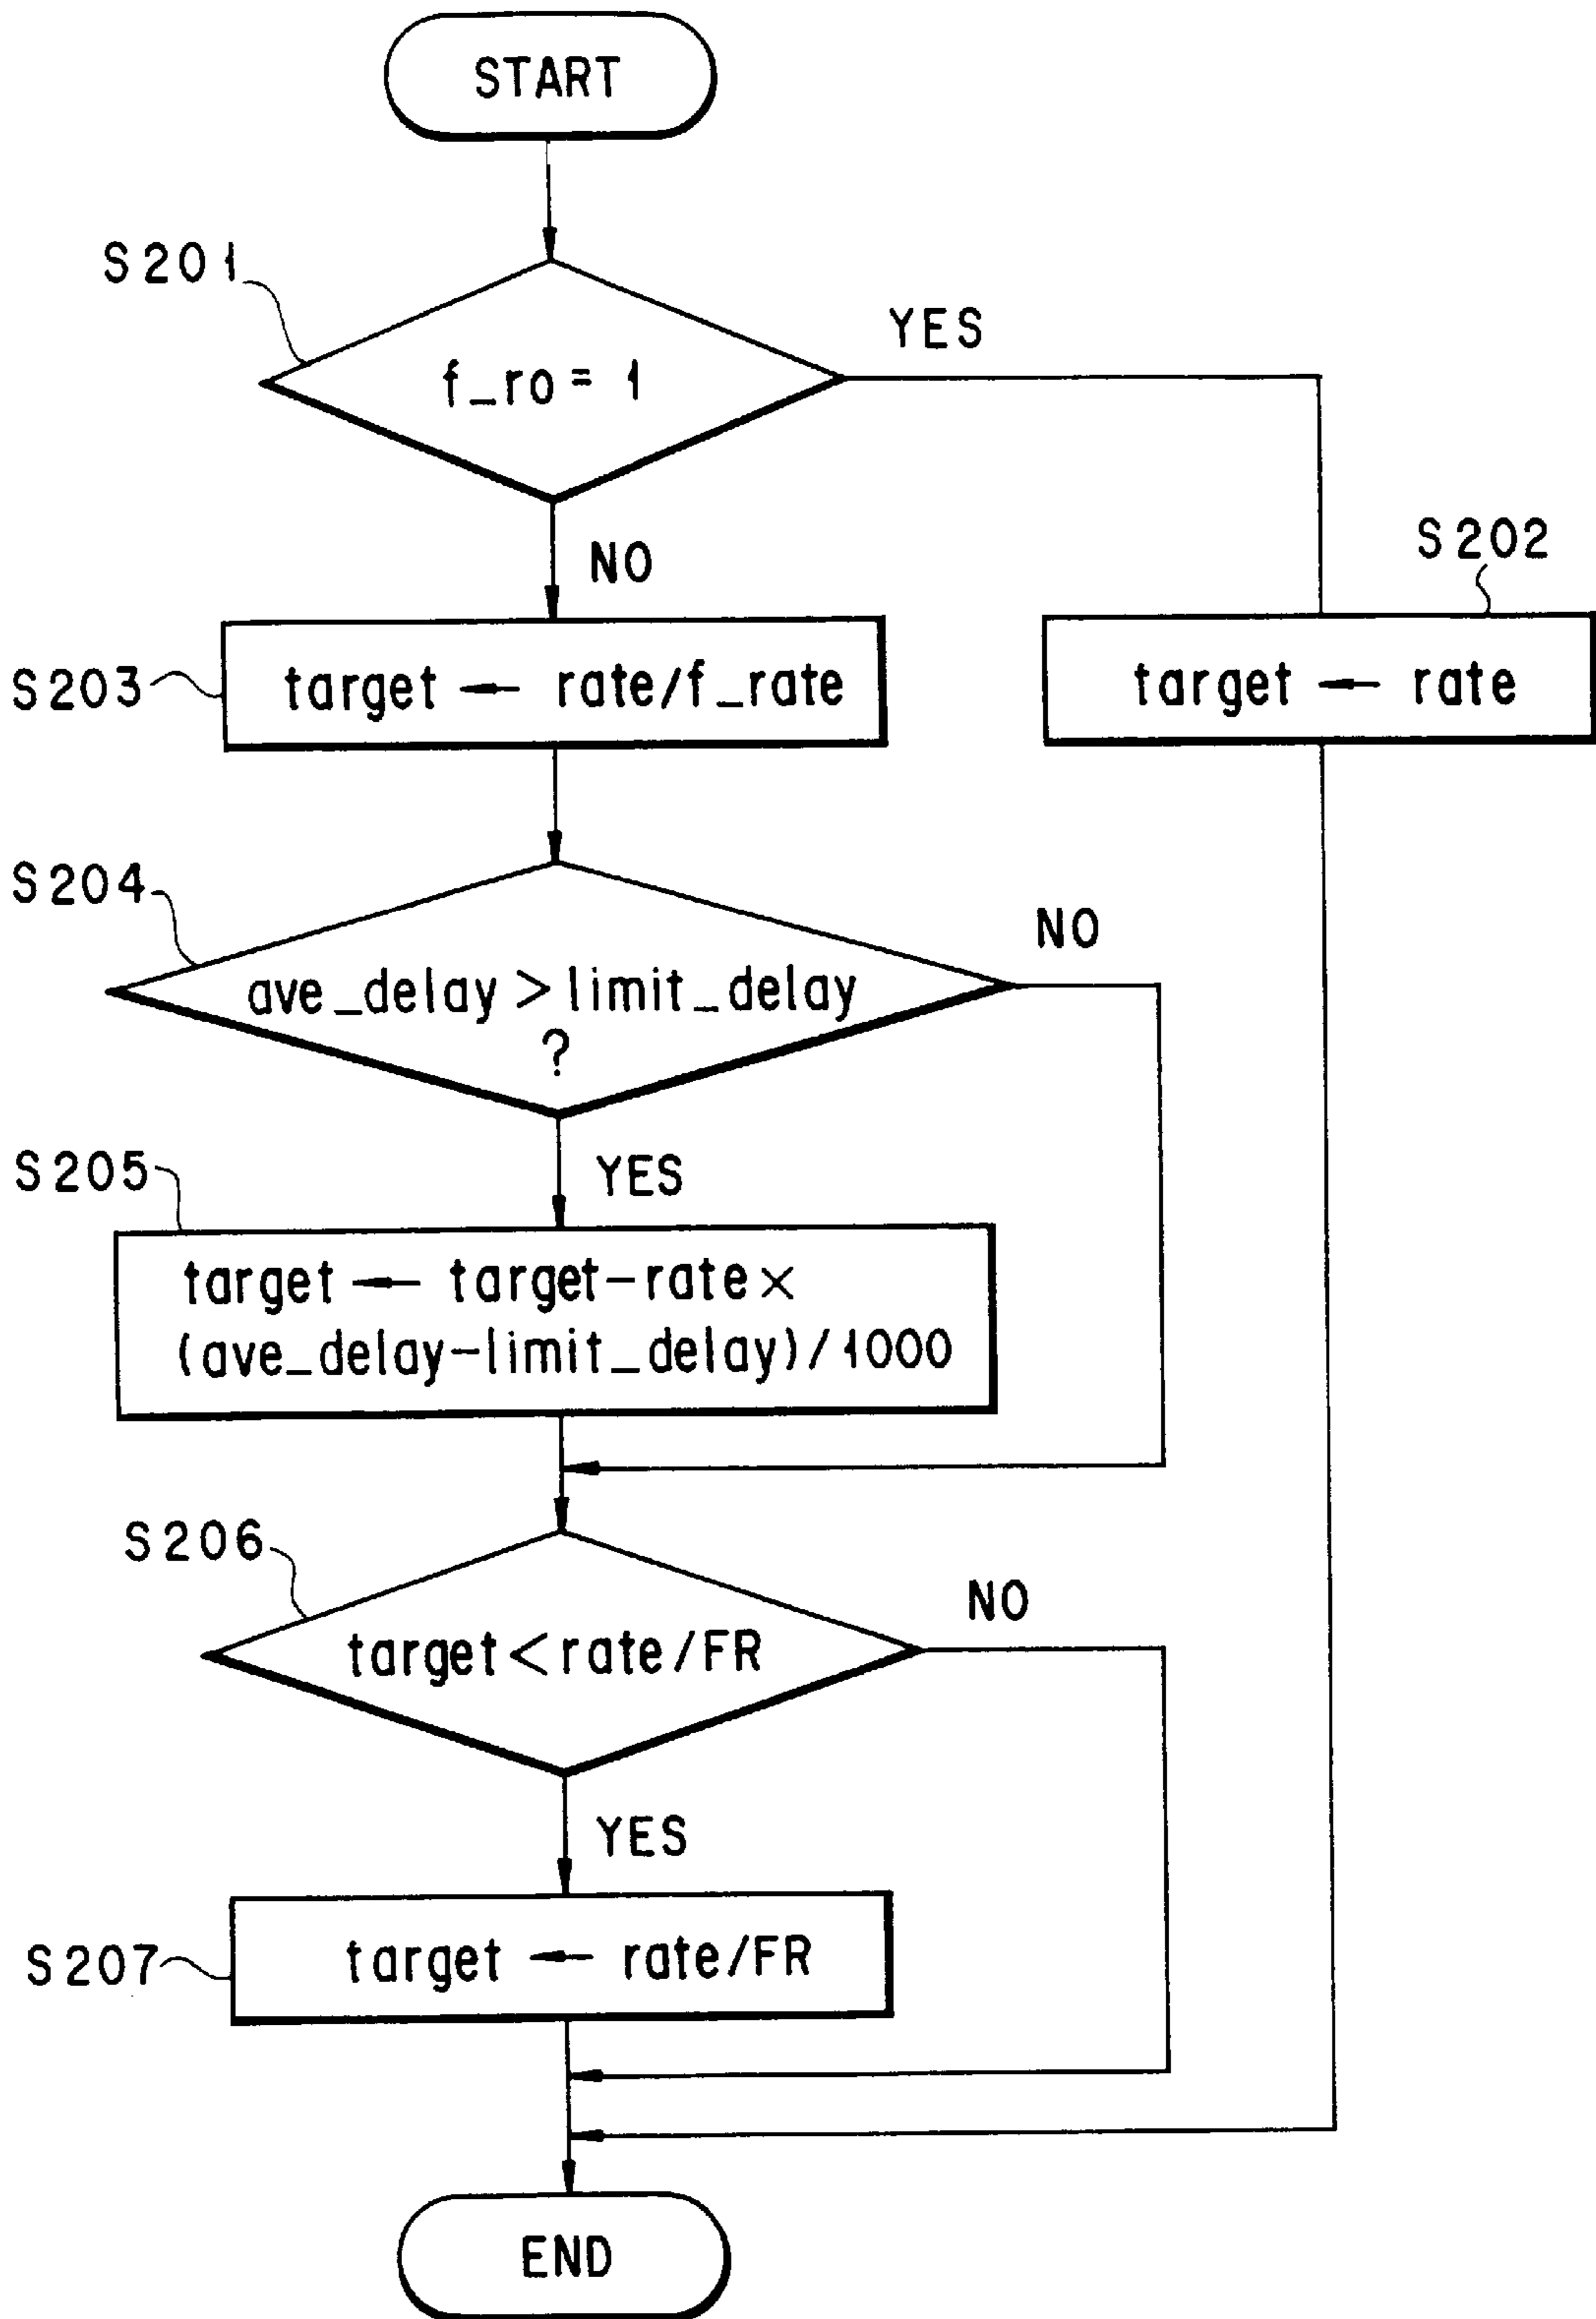 START
S201
f_ro = 1
YES
NO
S202
S203
target ← rate/f_rate
target ← rate
S204
ave_delay > limit_delay
?
NO
YES
S205
target ← target-rate×
(ave_delay-limit_delay)/1000
S206
target < rate/FR
NO
YES
S207
target ← rate/FR
END